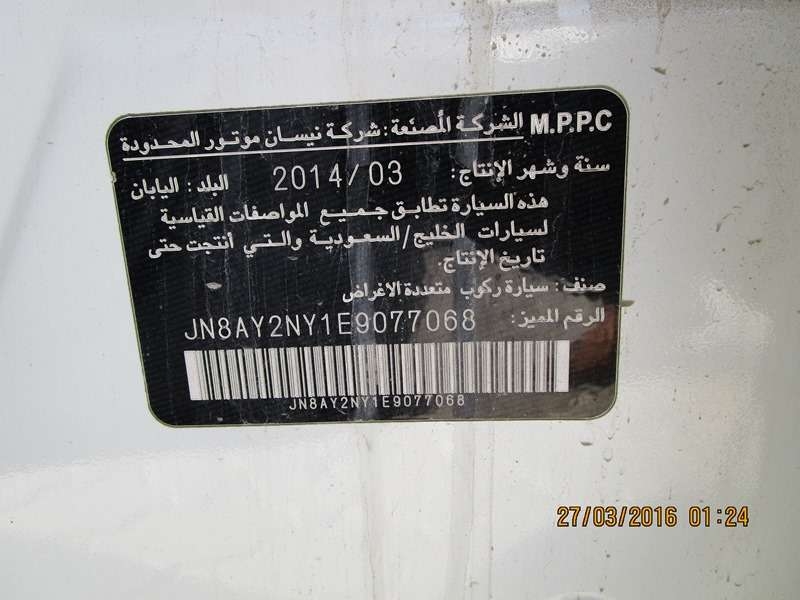 M.P.P.C الشركة المُصنّعة: شركة نيسان موتور المحدودة
سنة وشهر الإنتاج: 2014/03 البلد: اليابان
هذه السيارة تطابق جميع المواصفات القياسية
لسيارات الخليج/السعودية والتي أنتجت حتى
تاريخ الإنتاج.
صنف: سيارة ركوب متعددة الاغراض
الرقم المميز: JN8AY2NY1E9077068
JN8AY2NY1E9077068
27/03/2016 01:24